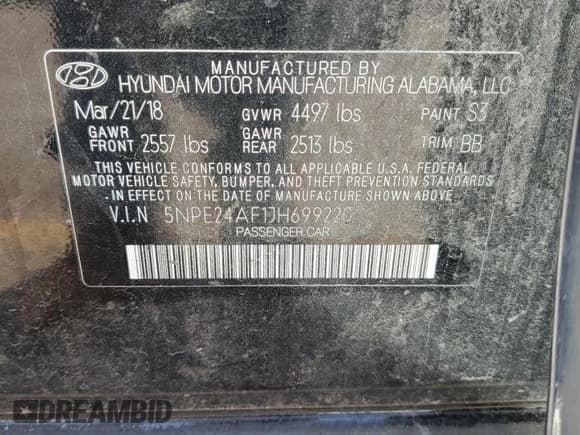 MANUFACTURED BY
HYUNDAI MOTOR MANUFACTURING ALABAMA, LLC
Mar/21/18 GVWR 4497 lbs PAINT S3
GAWR FRONT 2557 lbs GAWR REAR 2513 lbs TRIM BB
THIS VEHICLE CONFORMS TO ALL APPLICABLE U.S.A. FEDERAL
MOTOR VEHICLE SAFETY, BUMPER, AND THEFT PREVENTION STANDARDS
IN EFFECT ON THE DATE OF MANUFACTURE SHOWN ABOVE
V.I.N 5NPE24AF1JH699220
PASSENGER CAR
DREAMBID